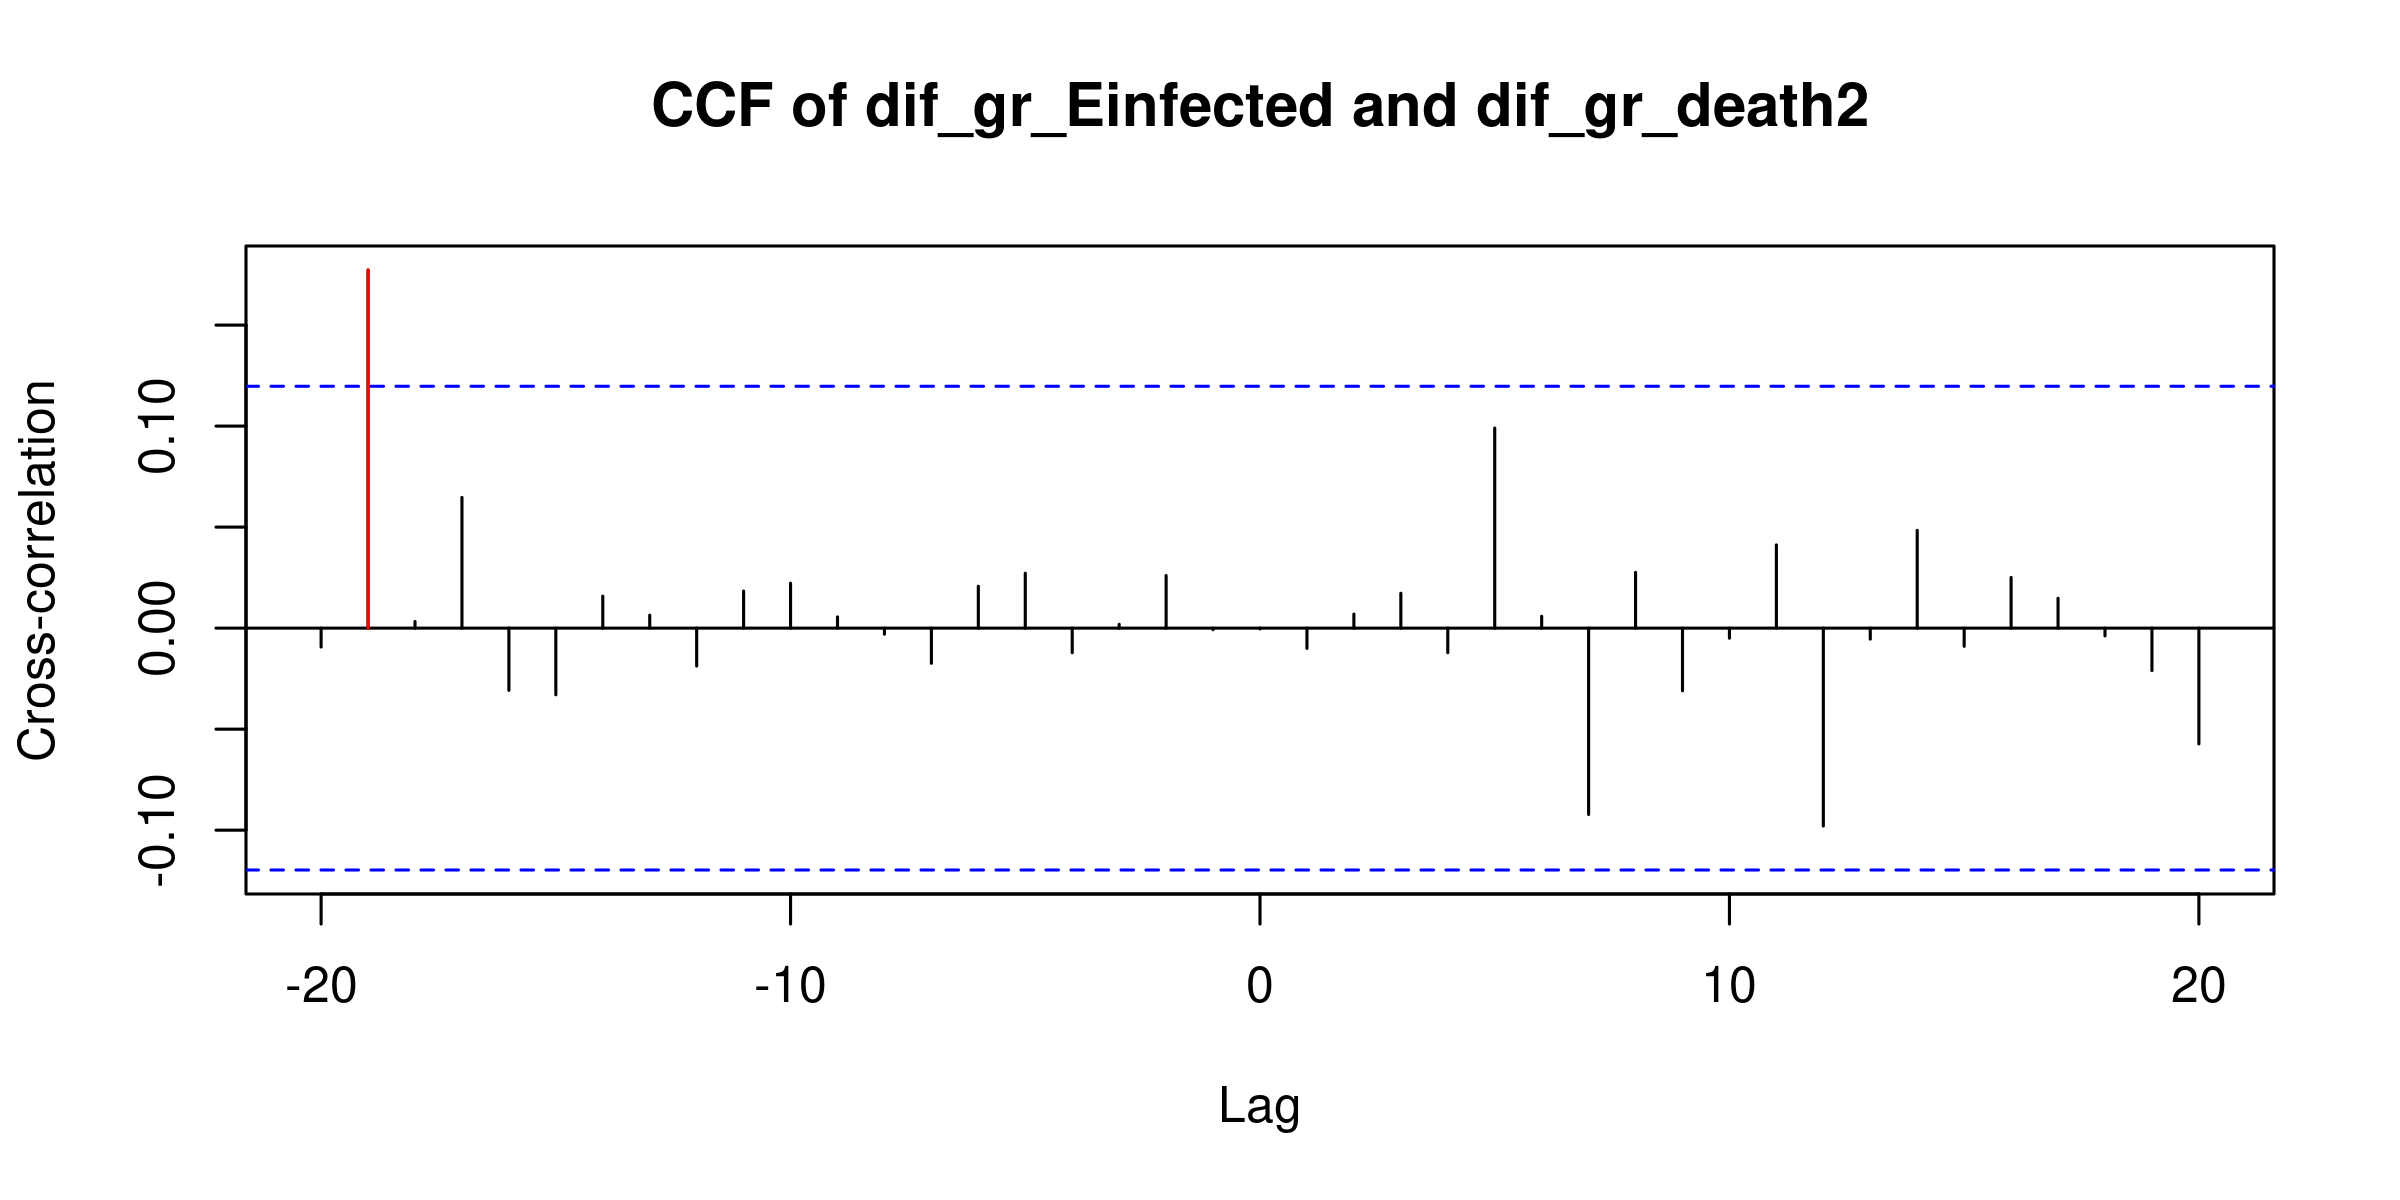 CCF of dif_gr_Einfected and dif_gr_death2
Cross-correlation
0.10
0.00
-0.10
-20 -10 0 10 20
Lag